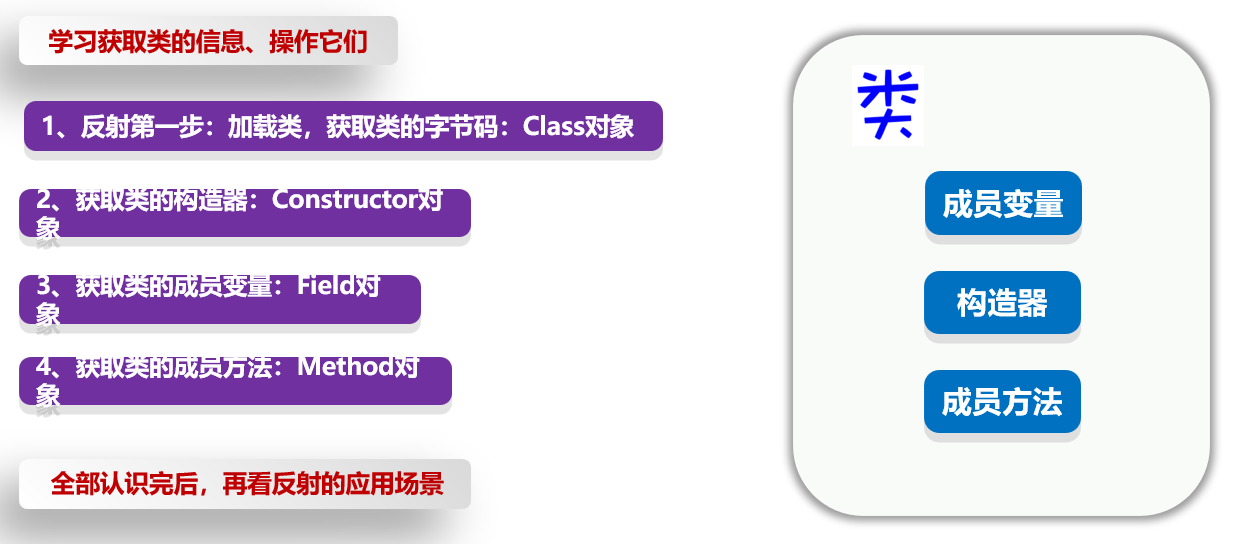 学习获取类的信息、操作它们
1、反射第一步：加载类，获取类的字节码：Class对象
2、获取类的构造器：Constructor对
象
3、获取类的成员变量：Field对
象
4、获取类的成员方法：Method对
象
全部认识完后，再看反射的应用场景
类
成员变量
构造器
成员方法